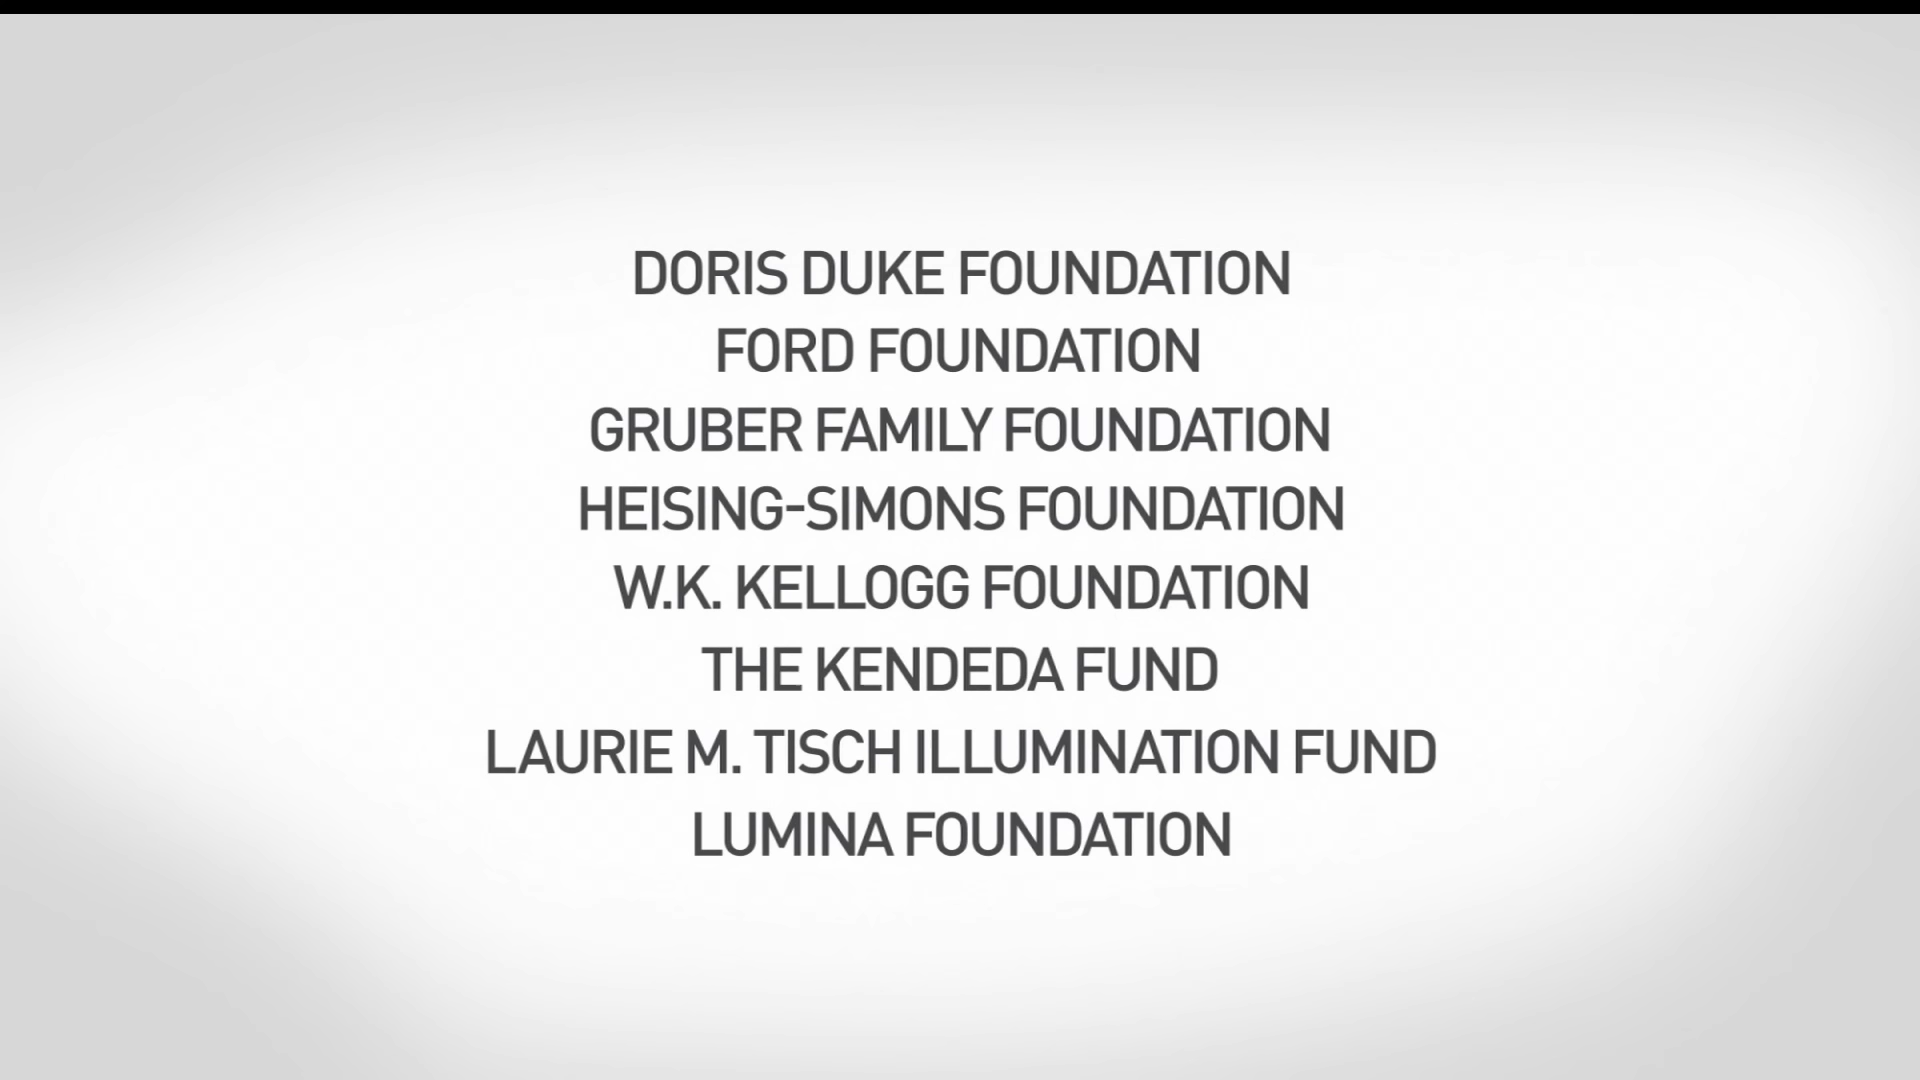 DORIS DUKE FOUNDATION
FORD FOUNDATION
GRUBER FAMILY FOUNDATION
HEISING-SIMONS FOUNDATION
W.K. KELLOGG FOUNDATION
THE KENDEDA FUND
LAURIE M. TISCH ILLUMINATION FUND
LUMINA FOUNDATION